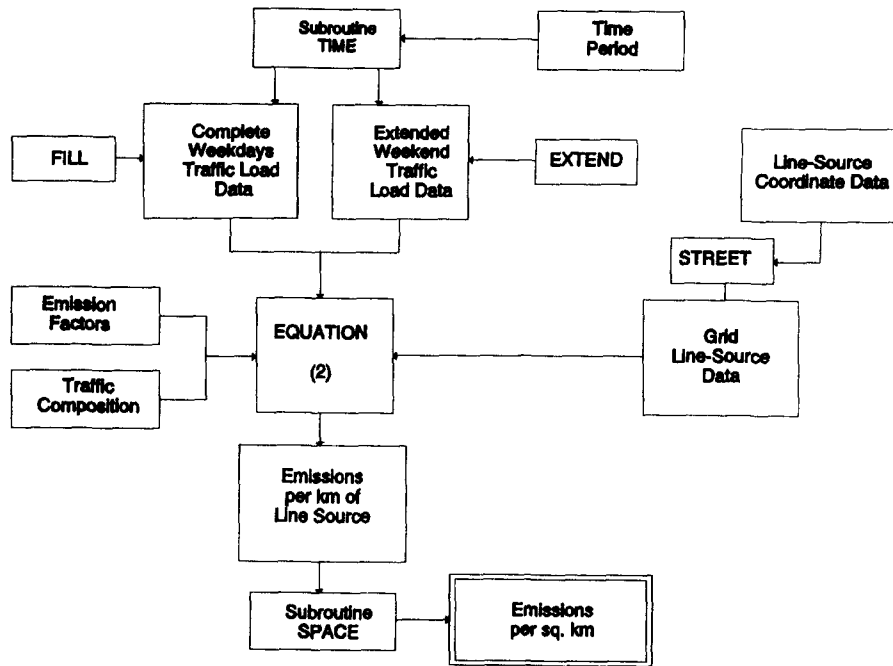 Subroutine
TIME
Time
Period
FILL
Complete
Weekdays
Traffic Load
Data
Extended
Weekend
Traffic
Load Data
EXTEND
Line-Source
Coordinate Data
STREET
Emission
Factors
Traffic
Composition
EQUATION
(2)
Grid
Line-Source
Data
Emissions
per km of
Line Source
Subroutine
SPACE
Emissions
per sq. km